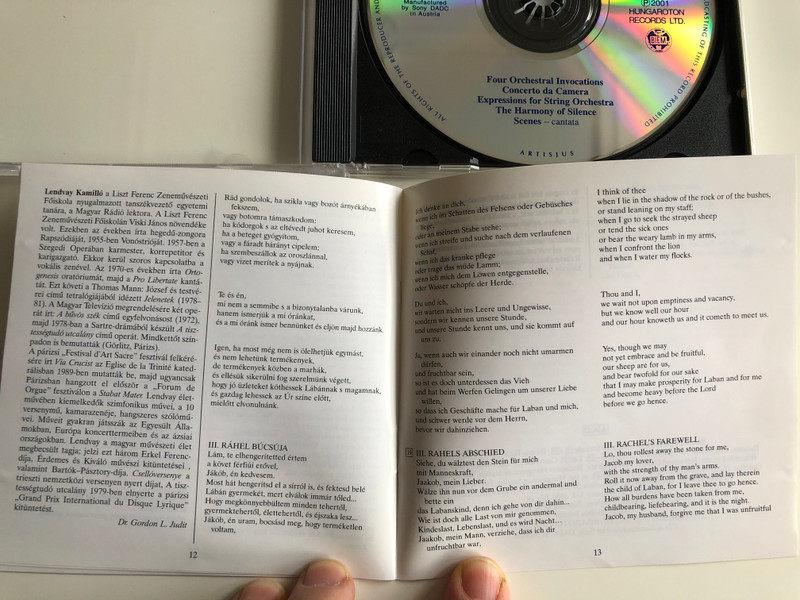 Manufactured
by Sony DADC
in Austria
℗2001
HUNGAROTON
RECORDS LTD.
BIEM
ALL RIGHTS OF THE REPRODUCER AND
OF THIS RECORD PROHIBITED
Four Orchestral Invocations
Concerto da Camera
Expressions for String Orchestra
The Harmony of Silence
Scenes – cantata
ARTISJUS
Lendvay Kamilló a Liszt Ferenc Zeneművészeti
Főiskola nyugalmazott tanszékvezető egyetemi
tanára, a Magyar Rádió lektora. A Liszt Ferenc
Zeneművészeti Főiskolán Viski János növendéke
volt. Ezekben az években írta hegedű-zongora
Rapszódiáját, 1955-ben Vonóstrióját. 1957-ben a
Szegedi Operában karmester, korrepetitor és
karigazgató. Ekkor kerül szoros kapcsolatba a
vokális zenével. Az 1970-es években írta Orto-
genesis oratóriumát, majd a Pro Libertate kantá-
tát. Ezt követi a Thomas Mann: József és testvé-
rei című tetralógiájából idézett Jelenetek (1978–
81). A Magyar Televízió megrendelésére két ope-
rát írt: A bűvös szék című egyfelvonásost (1972),
majd 1978-ban a Sartre-drámából készült A tisz-
tességtudó utcalány című operát. Mindkettőt szín-
padon is bemutatták (Görlitz, Párizs).
A párizsi „Festival d'Art Sacre” fesztivál felkéré-
sére írt Via Crucist az Eglise de la Trinité kated-
rálisban 1989-ben mutatták be, majd ugyancsak
Párizsban hangzott el először a „Forum de
Orgue” fesztiválon a Stabat Mater. Lendvay élet-
művében kiemelkedők szimfonikus művei, a 10
versenymű, kamarazenéje, hangszeres szólómű-
vei. Műveit gyakran játsszák az Egyesült Álla-
mokban, Európa koncerttermeiben és az ázsiai
országokban. Lendvay a magyar művészeti élet
megbecsült tagja; jelzi ezt három Erkel Ferenc-
díja, Érdemes és Kiváló művészi kitüntetései ,
valamint Bartók–Pásztory-díja. Csellóversenye a
trieszti nemzetközi versenyen nyert díjat, A tisz-
tességtudó utcalány 1979-ben elnyerte a párizsi
„Grand Prix International du Disque Lyrique”
kitüntetést.
Dr. Gordon L. Judit
12
Rád gondolok, ha szikla vagy bozót árnyékában
fekszem,
vagy botomra támaszkodom;
ha kódorgok s az eltévedt juhot keresem,
ha a beteget gyógyítom,
vagy a fáradt bárányt cipelem;
ha szembeszállok az oroszlánnal,
vagy vizet merítek a nyájnak.
Te és én,
mi nem a semmibe s a bizonytalanba várunk,
hanem ismerjük a mi óránkat,
és a mi óránk ismer bennünket és eljön majd hozzánk.
Igen, ha most még nem is ölelhetjük egymást,
és nem lehetünk termékenyek,
de termékenyek közben a marhák,
és ellésük sikerülni fog szerelmünk végett,
hogy jó üzleteket köthessek Lábánnak s magamnak,
és gazdag lehessek az Úr színe előtt,
mielőtt elvonulnánk.
III. RÁHEL BÚCSÚJA
Lám, te elhengerítetted értem
a követ férfiúi erővel,
Jákób, én kedvesem.
Most hát hengerítsd el a sírról is, és fektesd belé
Lábán gyermekét, mert elválok immár tőled...
Hogy megkönnyebbültem minden tehertől,
gyermektehertől, élettehertől, és éjszaka lesz...
Jákób, én uram, bocsásd meg, hogy terméketlen
voltam,
Ich denke an dich,
wenn ich im Schatten des Felsens oder Gebüsches
liege
oder an meinem Stabe stehe;
wenn ich streife und suche nach dem verlaufenen
Schaf,
wenn ich das kranke pflege
oder trage das müde Lamm;
wenn ich mich dem Löwen entgegenstelle,
oder Wasser schöpfe der Herde.
Du und ich,
wir warten nicht ins Leere und Ungewisse,
sondern wir kennen unsere Stunde,
und unsere Stunde kennt uns, und sie kommt auf
uns zu.
Ja, wenn auch wir einander noch nicht umarmen
dürfen,
und fruchtbar sein,
so ist es doch unterdessen das Vieh
und hat beim Werfen Gelingen um unserer Liebe
willen,
so dass ich Geschäfte mache für Laban und mich,
und schwer werde vor dem Herrn,
bevor wir dahinziehen.
III. RAHELS ABSCHIED
Siehe, du wälztest den Stein für mich
mit Manneskraft,
Jaakob, mein Lieber.
Wälze ihn nun vor dem Grube ein andermal und
bette ein
das Labanskind, denn ich gehe von dir dahin...
Wie ist doch alle Last von mir genommen,
Kindeslast, Lebenslast, und es wird Nacht...
Jaakob, mein Mann, verziehe, dass ich dir
unfruchtbar war,
I think of thee
when I lie in the shadow of the rock or of the bushes,
or stand leaning on my staff;
when I go to seek the strayed sheep
or tend the sick ones
or bear the weary lamb in my arms,
when I confront the lion
and when I water my flocks.
Thou and I,
we wait not upon emptiness and vacancy,
but we know well our hour
and our hour knoweth us and it cometh to meet us.
Yes, though we may
not yet embrace and be fruitful,
our sheep are for us,
and bear twofold for our sake
that I may make prosperity for Laban and for me
and become heavy before the Lord
before we go hence.
III. RACHEL'S FAREWELL
Lo, thou rollest away the stone for me,
Jacob my lover,
with the strength of thy man's arms.
Roll it now away from the grave, and lay therein
the child of Laban, for I leave thee to go hence.
How all burdens have been taken from me,
childbearing, liefebearing, and it is the night.
Jacob, my husband, forgive me that I was unfruitful
13